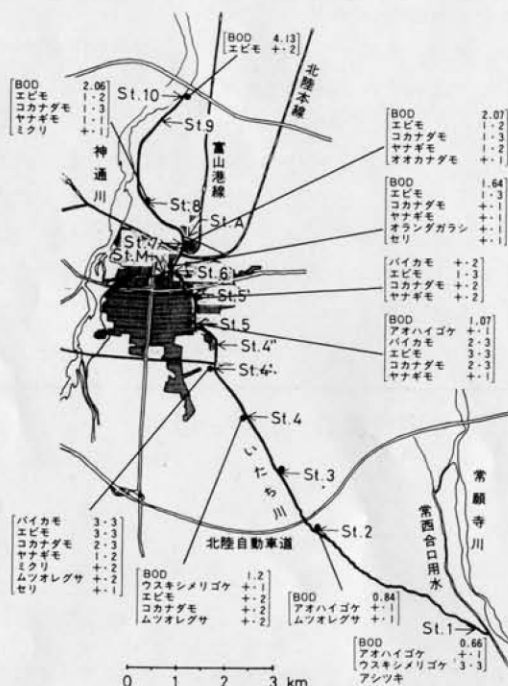 BOD 4.13
エビモ +・2
BOD 2.06
エビモ 1・2
コカナダモ 1・3
ヤナギモ 1・1
ミクリ +・1
St.10
St.9
北陸本線
富山港線
神通川
St.8
St.A
St.7
St.M
St.6
St.5'
St.5
St.4"
St.4'
BOD 2.07
エビモ 1・2
コカナダモ 1・3
ヤナギモ 1・2
オオカナダモ +・1
BOD 1.64
エビモ 1・3
コカナダモ +・1
ヤナギモ +・1
オランダガラシ +・1
セリ +・1
バイカモ +・2
エビモ 1・3
コカナダモ +・2
ヤナギモ +・2
BOD 1.07
アオハイゴケ +・1
バイカモ 2・3
エビモ 3・3
コカナダモ 2・3
ヤナギモ +・1
St.4
St.3
いたち川
St.2
常願寺川
常西合口用水
北陸自動車道
バイカモ 3・3
エビモ 3・3
コカナダモ 2・3
ヤナギモ 1・2
ミクリ +・2
ムツオレグサ +・2
セリ +・1
BOD 1.2
ウスキシメリゴケ +・1
エビモ +・2
コカナダモ +・2
ムツオレグサ +・2
BOD 0.84
アオハイゴケ +・1
ムツオレグサ +・1
St.1
BOD 0.66
アオハイゴケ +・1
ウスキシメリゴケ 3・3
アシツキ
0 1 2 3 km